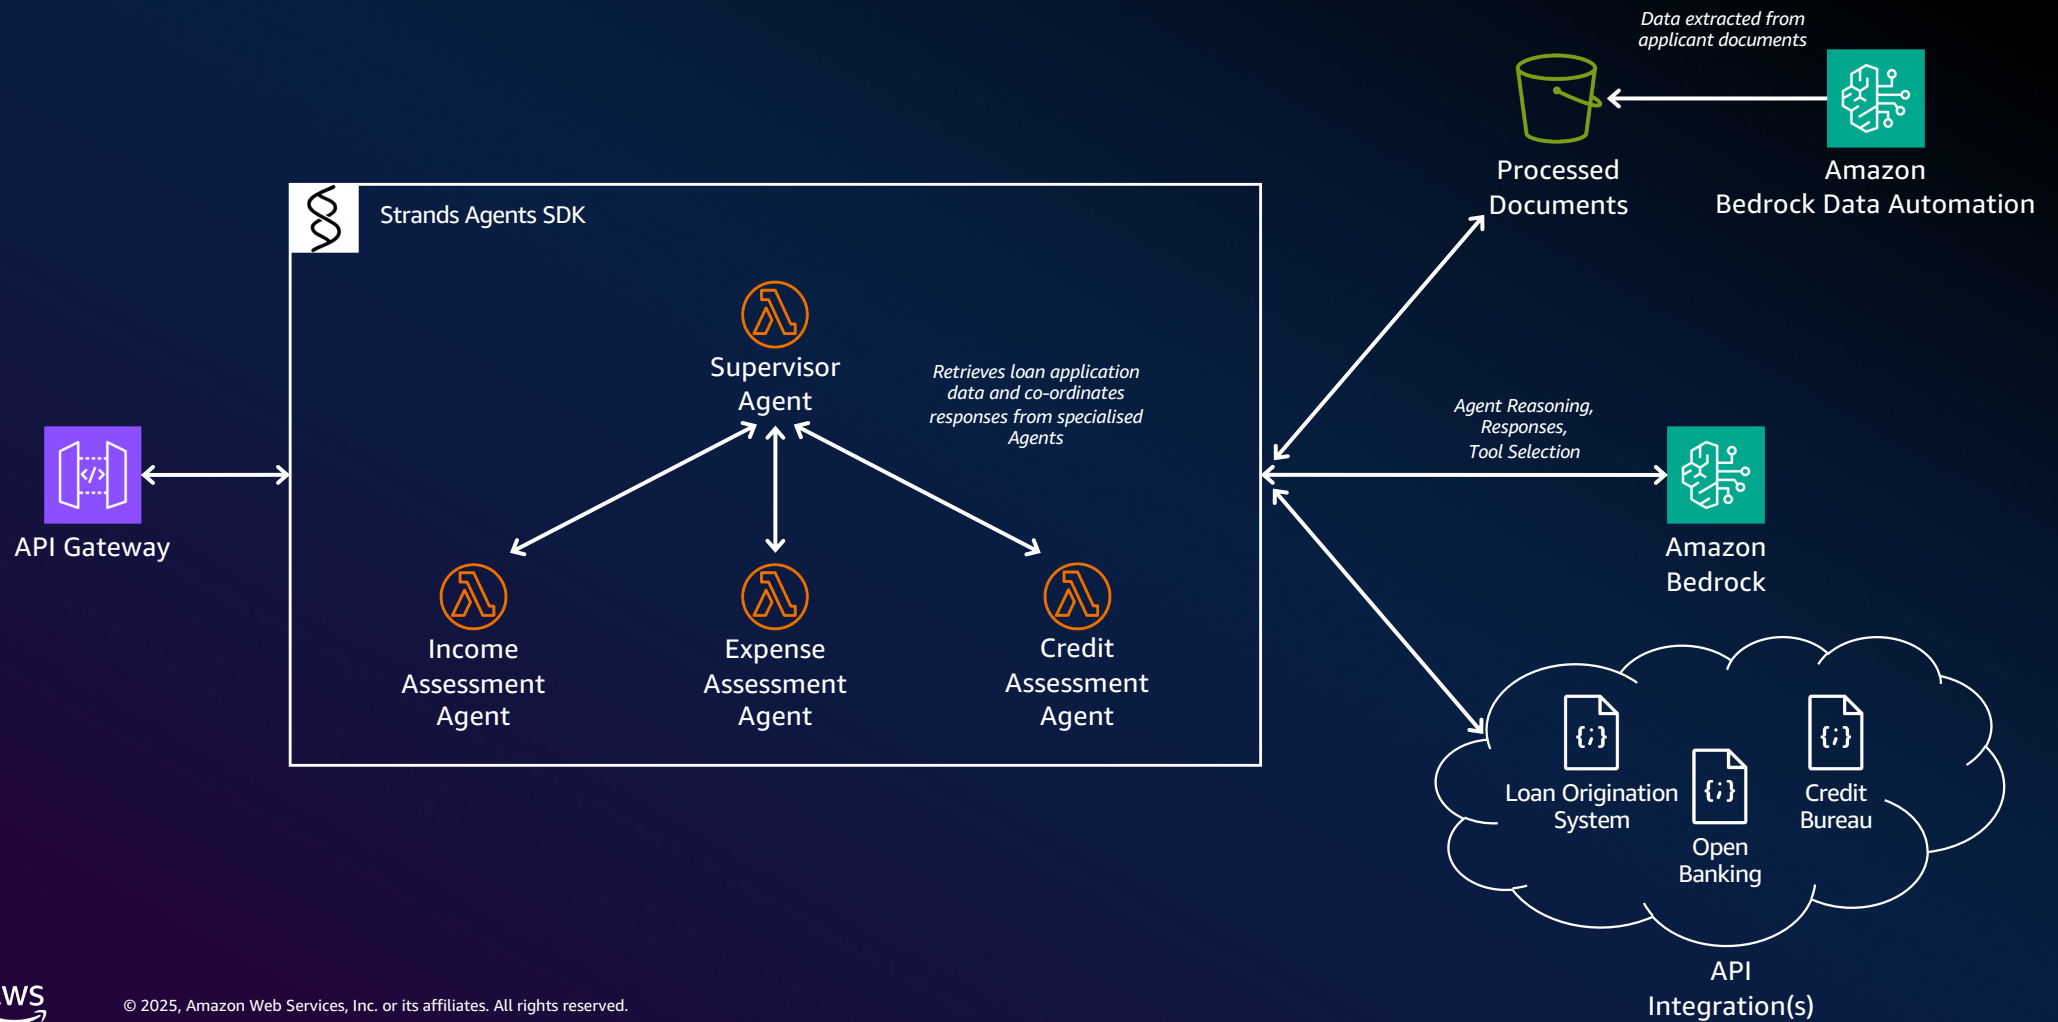 Data extracted from
applicant documents
Processed
Documents
Amazon
Bedrock Data Automation
Strands Agents SDK
Supervisor
Agent
Retrieves loan application
data and co-ordinates
responses from specialised
Agents
Agent Reasoning,
Responses,
Tool Selection
</>
API Gateway
Amazon
Bedrock
Income
Assessment
Agent
Expense
Assessment
Agent
Credit
Assessment
Agent
{;}
Loan Origination
System
{;}
Open
Banking
{;}
Credit
Bureau
API
Integration(s)
ws
© 2025, Amazon Web Services, Inc. or its affiliates. All rights reserved.